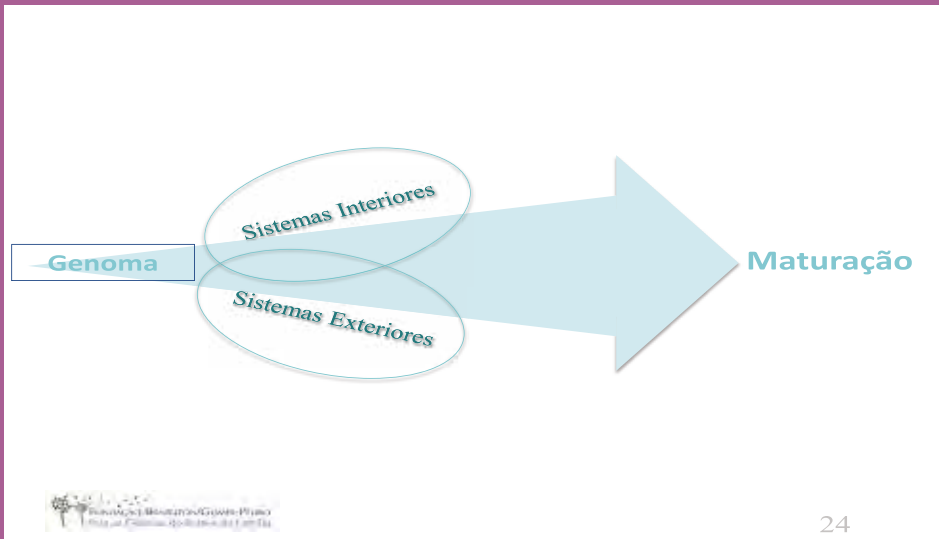 Sistemas Interiores
Genoma
Maturação
Sistemas Exteriores
24